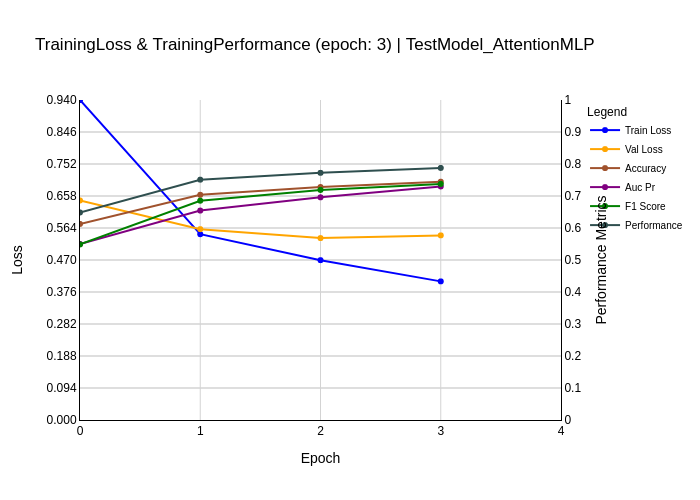 TrainingLoss & TrainingPerformance (epoch: 3) | TestModel_AttentionMLP
0.940
0.846
0.752
0.658
0.564
0.470
0.376
0.282
0.188
0.094
0.000
Loss
0
1
2
3
4
Epoch
1
0.9
0.8
0.7
0.6
0.5
0.4
0.3
0.2
0.1
0
Performance Metrics
Legend
Train Loss
Val Loss
Accuracy
Auc Pr
F1 Score
Performance